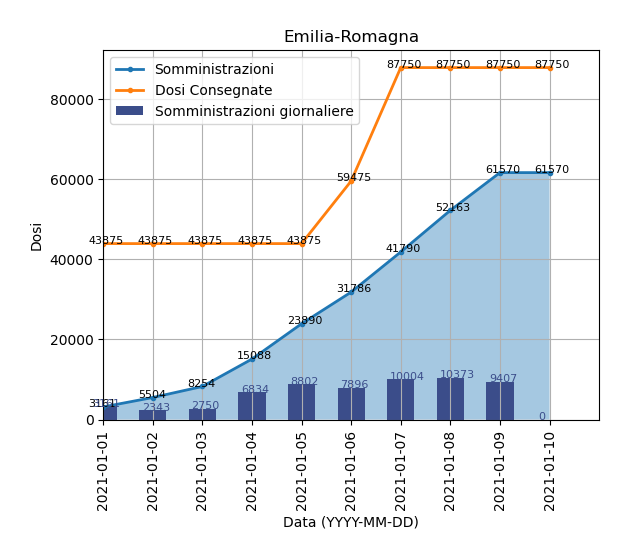 Emilia-Romagna
Somministrazioni
Dosi Consegnate
Somministrazioni giornaliere
87750 87750 87750 87750
80000
61570 61570
60000
59475
52163
43875 43875 43875 43875 43875
41790
40000
31786
23890
20000
15088
8254
5504
2343 2750 6834 8802 7896 10004 10373 9407 0
0
Dosi
2021-01-01
2021-01-02
2021-01-03
2021-01-04
2021-01-05
2021-01-06
2021-01-07
2021-01-08
2021-01-09
2021-01-10
Data (YYYY-MM-DD)